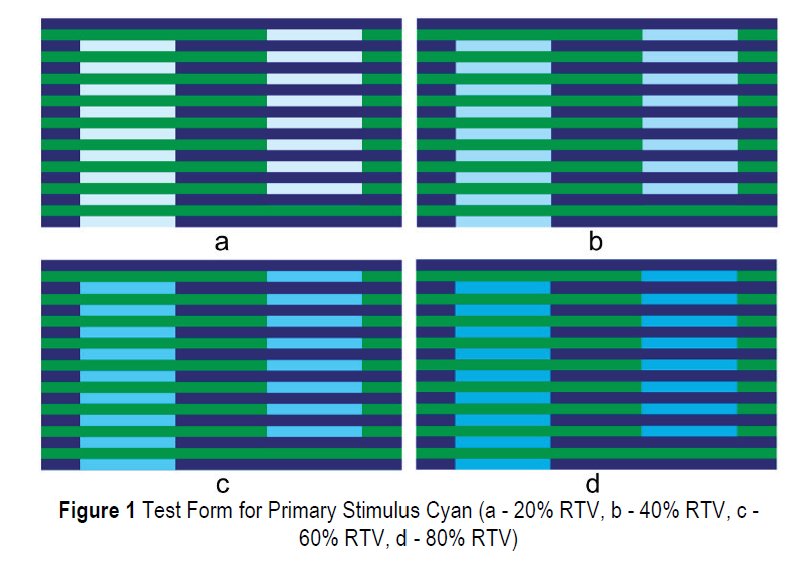 a
b
c
d
Figure 1 Test Form for Primary Stimulus Cyan (a - 20% RTV, b - 40% RTV, c -
60% RTV, d - 80% RTV)